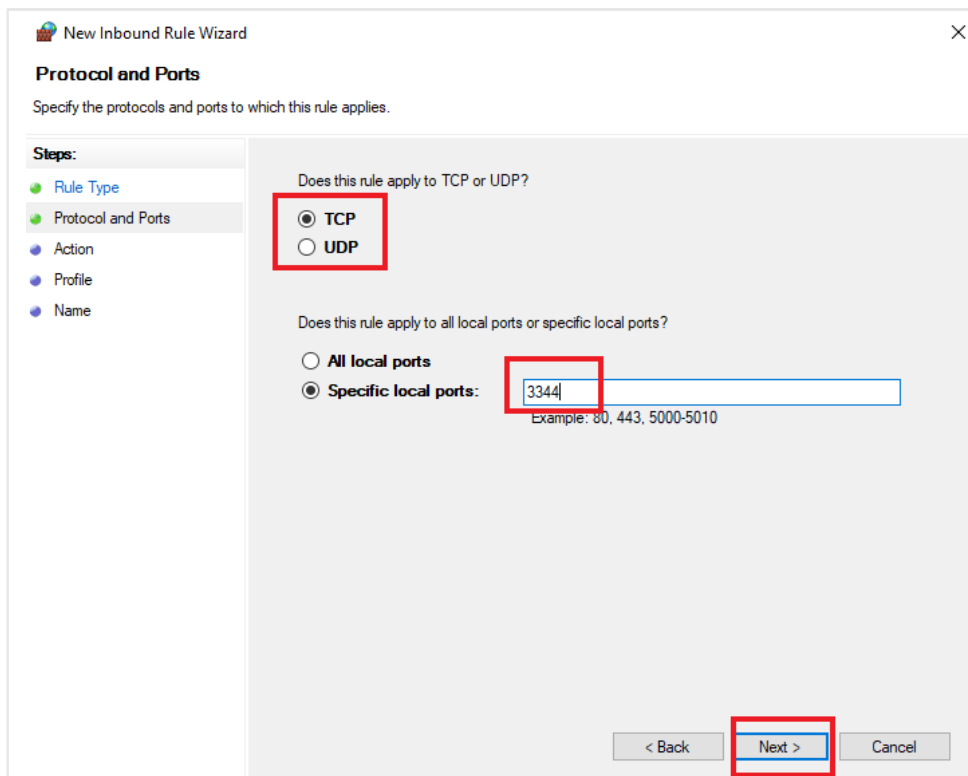 New Inbound Rule Wizard
Protocol and Ports
Specify the protocols and ports to which this rule applies.
Steps:
Rule Type
Protocol and Ports
Action
Profile
Name
Does this rule apply to TCP or UDP?
TCP
UDP
Does this rule apply to all local ports or specific local ports?
All local ports
Specific local ports: 3344
Example: 80, 443, 5000-5010
< Back Next > Cancel